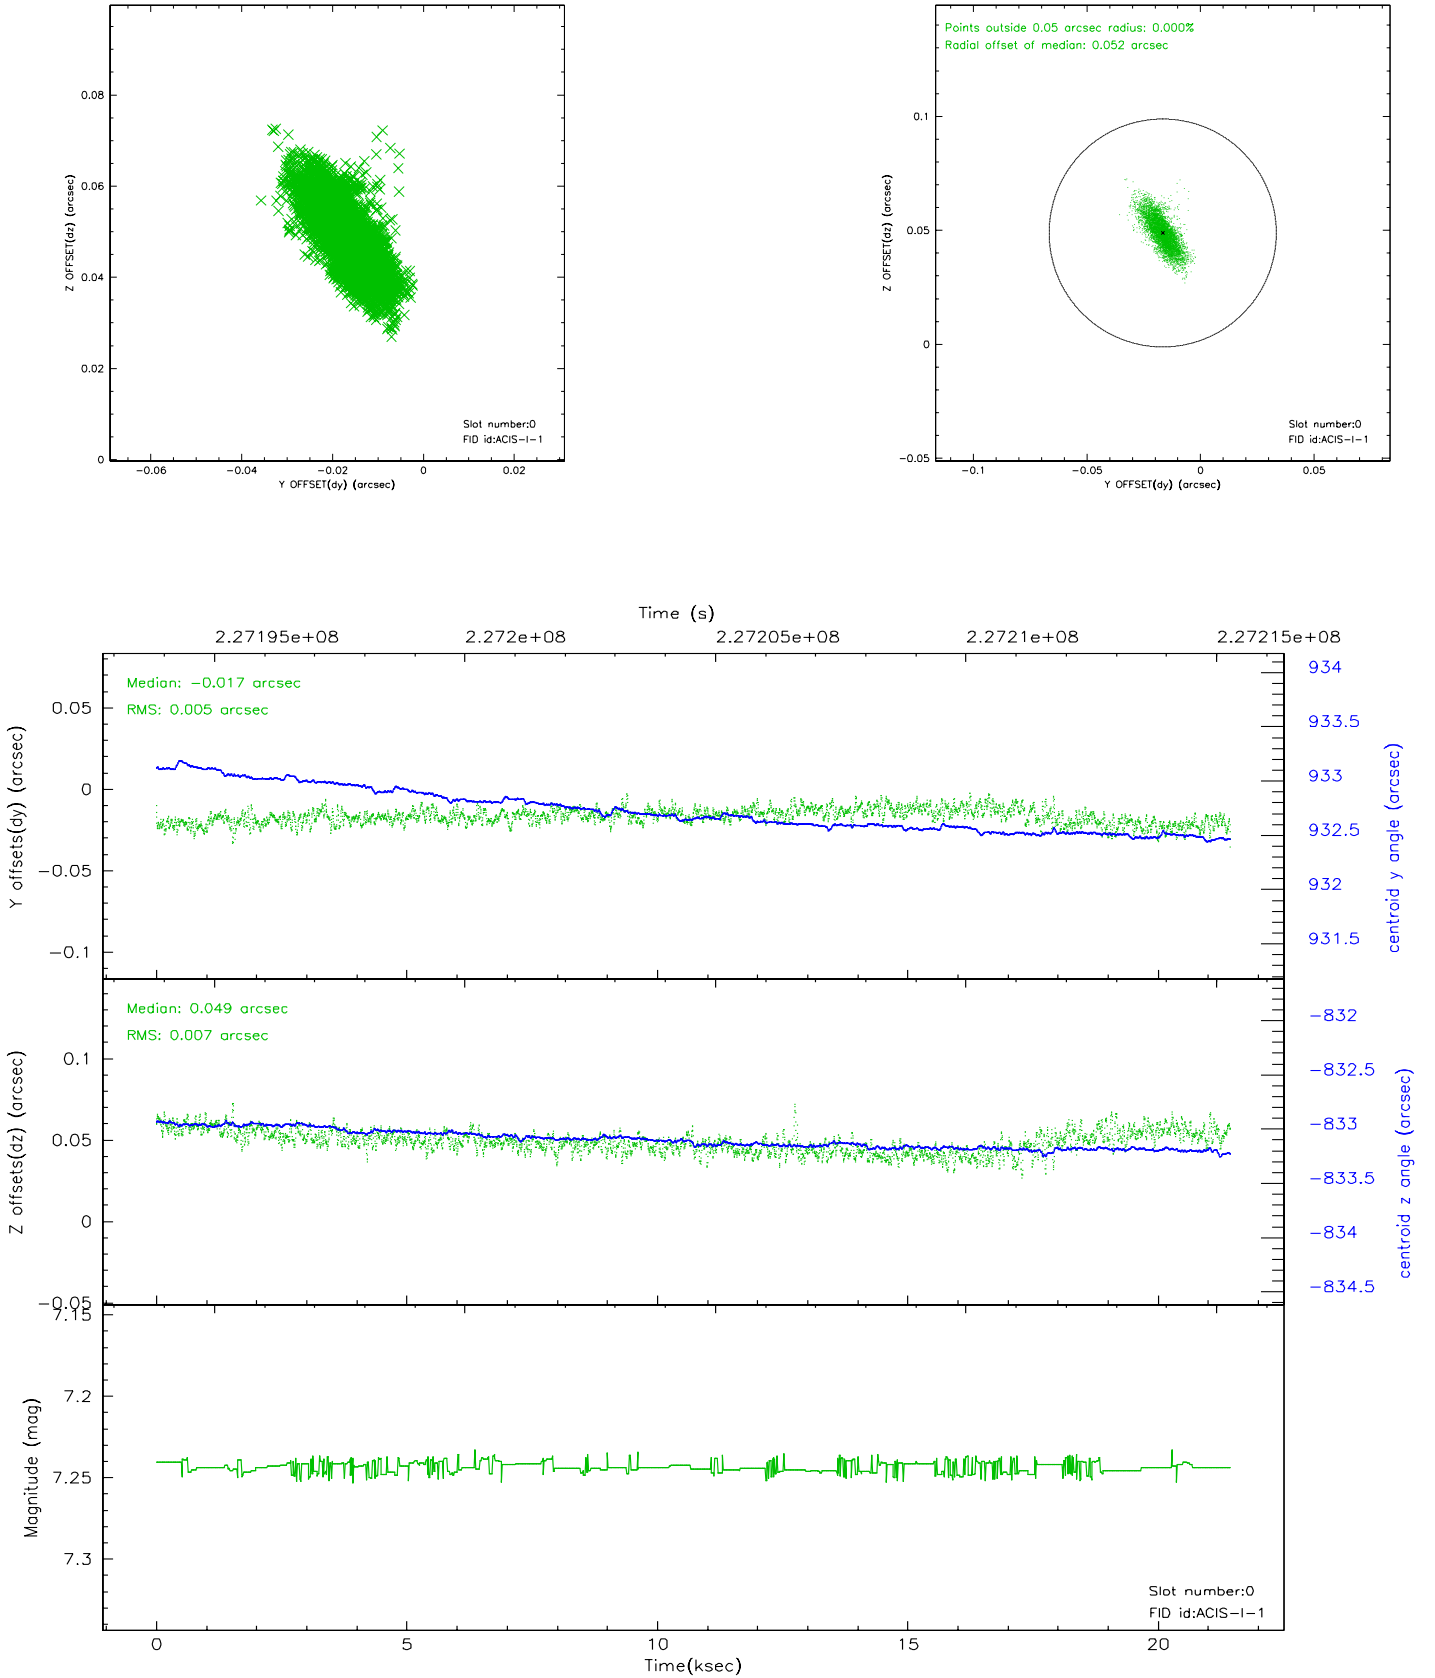 Points outside 0.05 arcsec radius: 0.000%
Radial offset of median: 0.052 arcsec
0.08
0.06
0.04
0.02
0
Z OFFSET(dz) (arcsec)
Slot number:0
FID id:ACIS-I-1
-0.06 -0.04 -0.02 0 0.02
Y OFFSET(dy) (arcsec)
0.1
0.05
0
-0.05
Z OFFSET(dz) (arcsec)
Slot number:0
FID id:ACIS-I-1
-0.1 -0.05 0 0.05
Y OFFSET(dy) (arcsec)
Time (s)
2.27195e+08 2.272e+08 2.27205e+08 2.2721e+08 2.27215e+08
Median: -0.017 arcsec
RMS: 0.005 arcsec
0.05
0
-0.05
-0.1
Y offsets(dy) (arcsec)
934
933.5
933
932.5
932
931.5
centroid y angle (arcsec)
Median: 0.049 arcsec
RMS: 0.007 arcsec
0.1
0.05
0
-0.05
Z offsets(dz) (arcsec)
-832
-832.5
-833
-833.5
-834
-834.5
centroid z angle (arcsec)
7.15
7.2
7.25
7.3
Magnitude (mag)
Slot number:0
FID id:ACIS-I-1
0 5 10 15 20
Time(ksec)